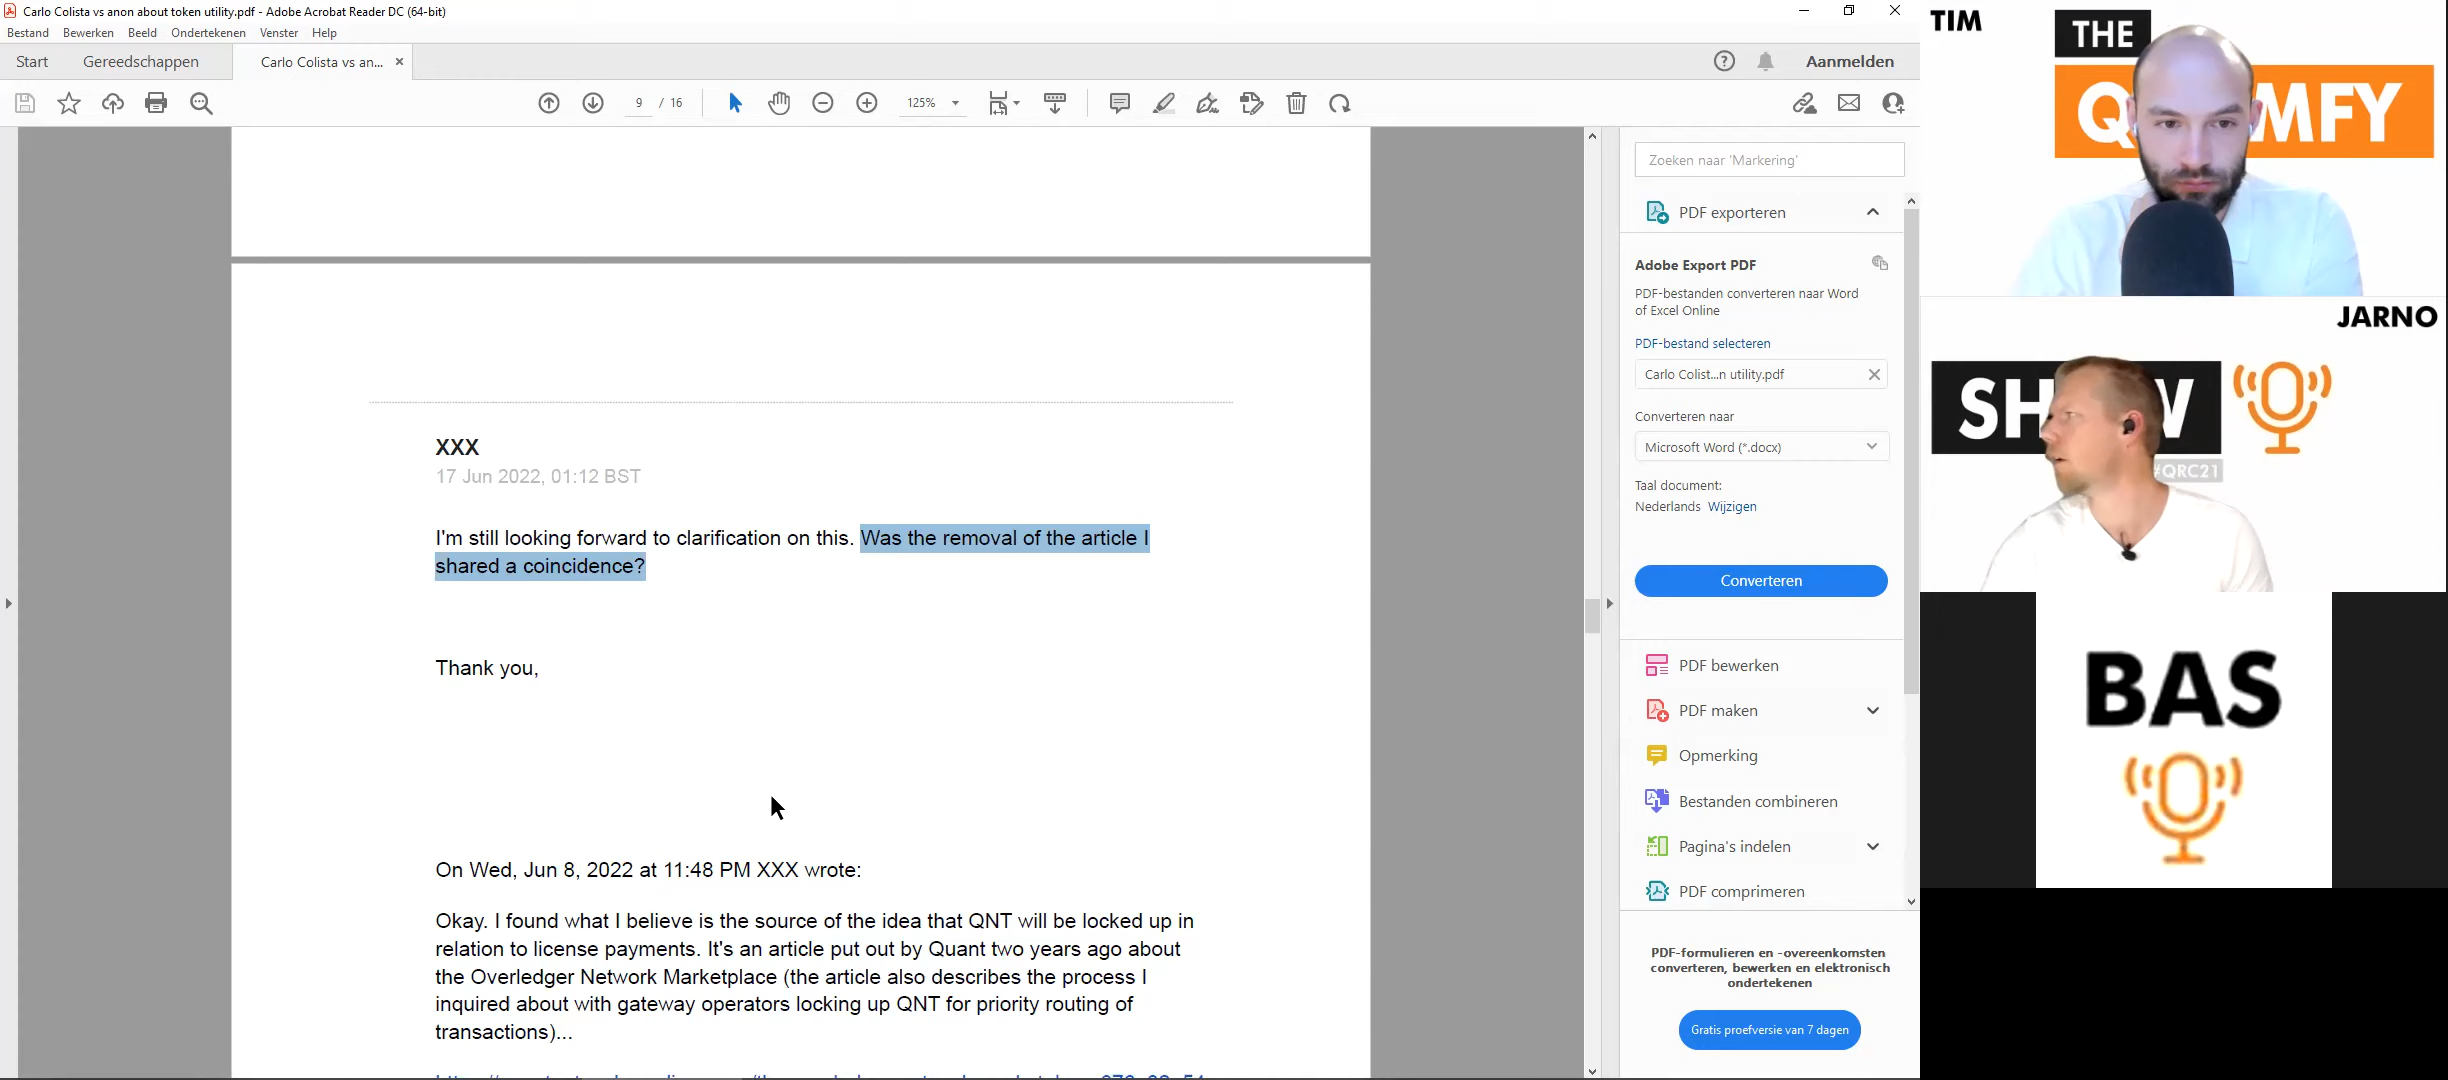 Carlo Colista vs anon about token utility.pdf - Adobe Acrobat Reader DC (64-bit)
Bestand Bewerken Beeld Ondertekenen Venster Help
Start Gereedschappen Carlo Colista vs an... Aanmelden
9 / 16 125%
XXX
17 Jun 2022, 01:12 BST
I'm still looking forward to clarification on this. Was the removal of the article I
shared a coincidence?
Thank you,
On Wed, Jun 8, 2022 at 11:48 PM XXX wrote:
Okay. I found what I believe is the source of the idea that QNT will be locked up in
relation to license payments. It's an article put out by Quant two years ago about
the Overledger Network Marketplace (the article also describes the process I
inquired about with gateway operators locking up QNT for priority routing of
transactions)...
Zoeken naar 'Markering'
PDF exporteren
Adobe Export PDF
PDF-bestanden converteren naar Word
of Excel Online
PDF-bestand selecteren
Carlo Colist...n utility.pdf
Converteren naar
Microsoft Word (*.docx)
Taal document:
Nederlands Wijzigen
Converteren
PDF bewerken
PDF maken
Opmerking
Bestanden combineren
Pagina's indelen
PDF comprimeren
PDF-formulieren en -overeenkomsten
converteren, bewerken en elektronisch
ondertekenen
Gratis proefversie van 7 dagen
TIM
THE
Q MFY
JARNO
SH W
#QRC21
BAS